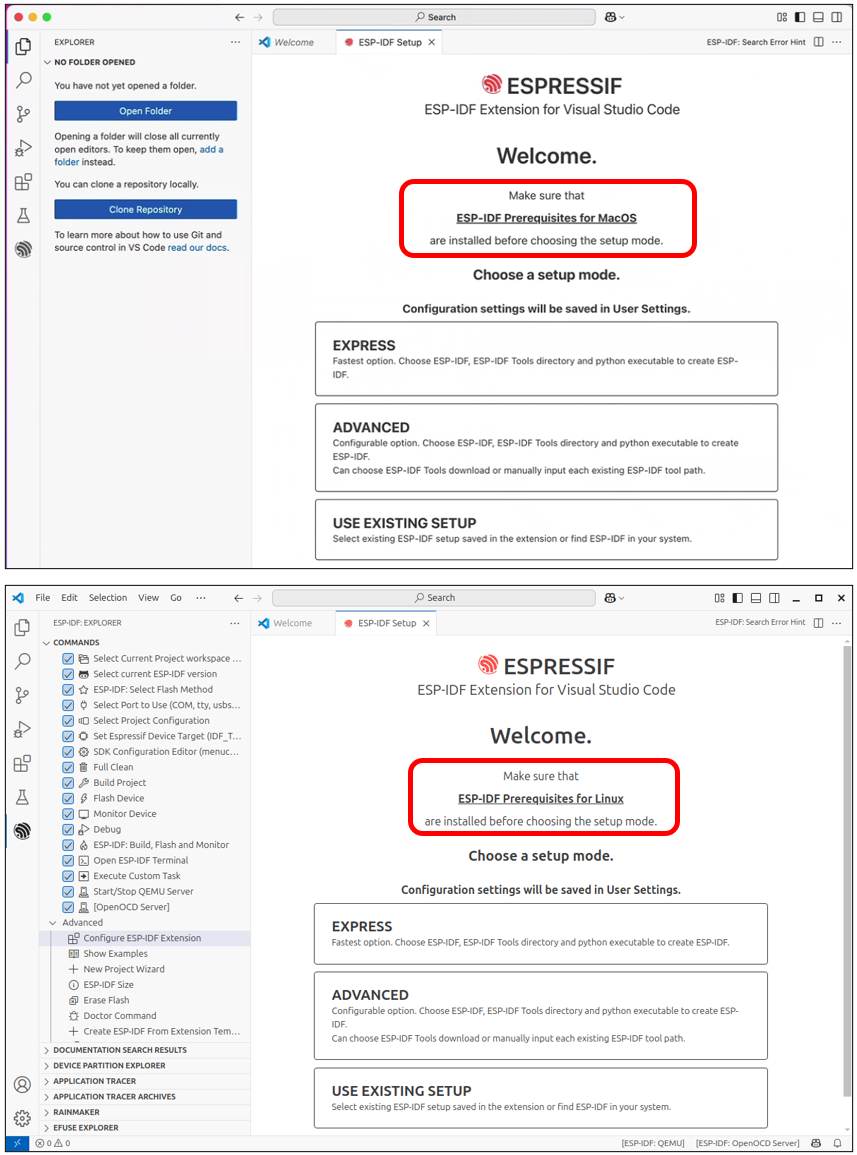 Search
EXPLORER
Welcome
ESP-IDF Setup
ESP-IDF: Search Error Hint
NO FOLDER OPENED
You have not yet opened a folder.
Open Folder
Opening a folder will close all currently
open editors. To keep them open, add a
folder instead.
You can clone a repository locally.
Clone Repository
To learn more about how to use Git and
source control in VS Code read our docs.
ESPRESSIF
ESP-IDF Extension for Visual Studio Code
Welcome.
Make sure that
ESP-IDF Prerequisites for MacOS
are installed before choosing the setup mode.
Choose a setup mode.
Configuration settings will be saved in User Settings.
EXPRESS
Fastest option. Choose ESP-IDF, ESP-IDF Tools directory and python executable to create ESP-
IDF.
ADVANCED
Configurable option. Choose ESP-IDF, ESP-IDF Tools directory and python executable to create
ESP-IDF.
Can choose ESP-IDF Tools download or manually input each existing ESP-IDF tool path.
USE EXISTING SETUP
Select existing ESP-IDF setup saved in the extension or find ESP-IDF in your system.
File Edit Selection View Go ···
Search
ESP-IDF: EXPLORER
Welcome
ESP-IDF Setup
ESP-IDF: Search Error Hint
COMMANDS
Select Current Project workspace ...
Select current ESP-IDF version
ESP-IDF: Select Flash Method
Select Port to Use (COM, tty, usbs...
Select Project Configuration
Set Espressif Device Target (IDF_T...
SDK Configuration Editor (menuc...
Full Clean
Build Project
Flash Device
Monitor Device
Debug
ESP-IDF: Build, Flash and Monitor
Open ESP-IDF Terminal
Execute Custom Task
Start/Stop QEMU Server
[OpenOCD Server]
Advanced
Configure ESP-IDF Extension
Show Examples
New Project Wizard
ESP-IDF Size
Erase Flash
Doctor Command
Create ESP-IDF From Extension Tem...
DOCUMENTATION SEARCH RESULTS
DEVICE PARTITION EXPLORER
APPLICATION TRACER
APPLICATION TRACER ARCHIVES
RAINMAKER
EFUSE EXPLORER
ESPRESSIF
ESP-IDF Extension for Visual Studio Code
Welcome.
Make sure that
ESP-IDF Prerequisites for Linux
are installed before choosing the setup mode.
Choose a setup mode.
Configuration settings will be saved in User Settings.
EXPRESS
Fastest option. Choose ESP-IDF, ESP-IDF Tools directory and python executable to create ESP-IDF.
ADVANCED
Configurable option. Choose ESP-IDF, ESP-IDF Tools directory and python executable to create ESP-
IDF.
Can choose ESP-IDF Tools download or manually input each existing ESP-IDF tool path.
USE EXISTING SETUP
Select existing ESP-IDF setup saved in the extension or find ESP-IDF in your system.
0 0
[ESP-IDF: QEMU] [ESP-IDF: OpenOCD Server]